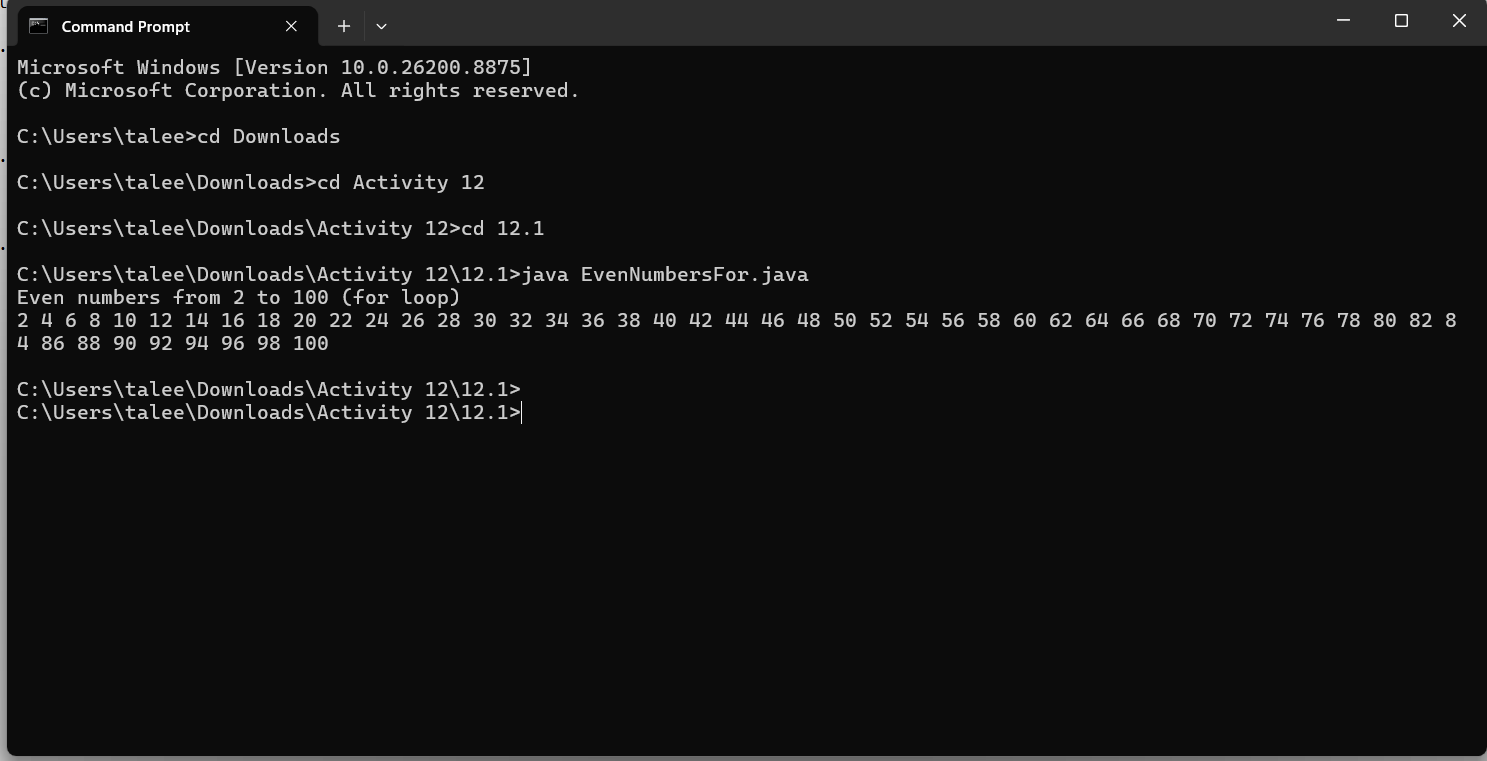 Command Prompt
Microsoft Windows [Version 10.0.26200.8875]
(c) Microsoft Corporation. All rights reserved.
C:\Users\talee>cd Downloads
C:\Users\talee\Downloads>cd Activity 12
C:\Users\talee\Downloads\Activity 12>cd 12.1
C:\Users\talee\Downloads\Activity 12\12.1>java EvenNumbersFor.java
Even numbers from 2 to 100 (for loop)
2 4 6 8 10 12 14 16 18 20 22 24 26 28 30 32 34 36 38 40 42 44 46 48 50 52 54 56 58 60 62 64 66 68 70 72 74 76 78 80 82 8
4 86 88 90 92 94 96 98 100
C:\Users\talee\Downloads\Activity 12\12.1>
C:\Users\talee\Downloads\Activity 12\12.1>